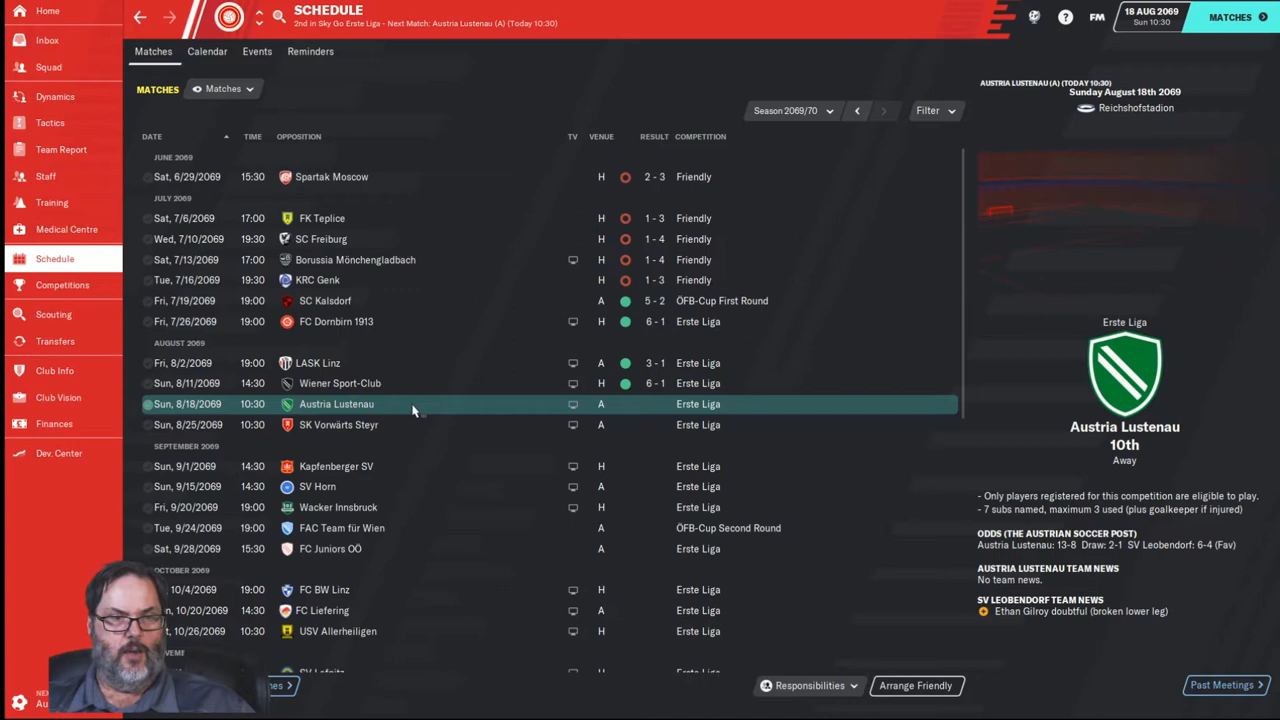 Home
Inbox
Squad
Dynamics
Tactics
Team Report
Staff
Training
Medical Centre
Schedule
Competitions
Scouting
Transfers
Club Info
Club Vision
Finances
Dev. Center
SCHEDULE
2nd in Sky Go Erste Liga - Next Match: Austria Lustenau (A) (Today 10:30)
? FM 18 AUG 2069
Sun 10:30
MATCHES
Matches Calendar Events Reminders
MATCHES Matches
Season 2069/70 Filter
DATE TIME OPPOSITION TV VENUE RESULT COMPETITION
JUNE 2069
Sat, 6/29/2069 15:30 Spartak Moscow H 2 - 3 Friendly
JULY 2069
Sat, 7/6/2069 17:00 FK Teplice H 1 - 3 Friendly
Wed, 7/10/2069 19:30 SC Freiburg H 1 - 4 Friendly
Sat, 7/13/2069 17:00 Borussia Mönchengladbach H 1 - 4 Friendly
Tue, 7/16/2069 19:30 KRC Genk H 1 - 3 Friendly
Fri, 7/19/2069 19:00 SC Kalsdorf A 5 - 2 ÖFB-Cup First Round
Fri, 7/26/2069 19:00 FC Dornbirn 1913 H 6 - 1 Erste Liga
AUGUST 2069
Fri, 8/2/2069 19:00 LASK Linz A 3 - 1 Erste Liga
Sun, 8/11/2069 14:30 Wiener Sport-Club H 6 - 1 Erste Liga
Sun, 8/18/2069 10:30 Austria Lustenau A Erste Liga
Sun, 8/25/2069 10:30 SK Vorwärts Steyr A Erste Liga
SEPTEMBER 2069
Sun, 9/1/2069 14:30 Kapfenberger SV H Erste Liga
Sun, 9/15/2069 14:30 SV Horn H Erste Liga
Fri, 9/20/2069 19:00 Wacker Innsbruck H Erste Liga
Tue, 9/24/2069 19:00 FAC Team für Wien A ÖFB-Cup Second Round
Sat, 9/28/2069 15:30 FC Juniors OÖ A Erste Liga
OCTOBER 2069
10/4/2069 19:00 FC BW Linz H Erste Liga
10/20/2069 14:30 FC Liefering A Erste Liga
10/26/2069 10:30 USV Allerheiligen H Erste Liga
Responsibilities Arrange Friendly
AUSTRIA LUSTENAU (A) (TODAY 10:30)
Sunday August 18th 2069
Reichshofstadion
Erste Liga
Austria Lustenau
10th
Away
- Only players registered for this competition are eligible to play.
- 7 subs named, maximum 3 used (plus goalkeeper if injured)
ODDS (THE AUSTRIAN SOCCER POST)
Austria Lustenau: 13-8 Draw: 2-1 SV Leobendorf: 6-4 (Fav)
AUSTRIA LUSTENAU TEAM NEWS
No team news.
SV LEOBENDORF TEAM NEWS
Ethan Gilroy doubtful (broken lower leg)
Past Meetings